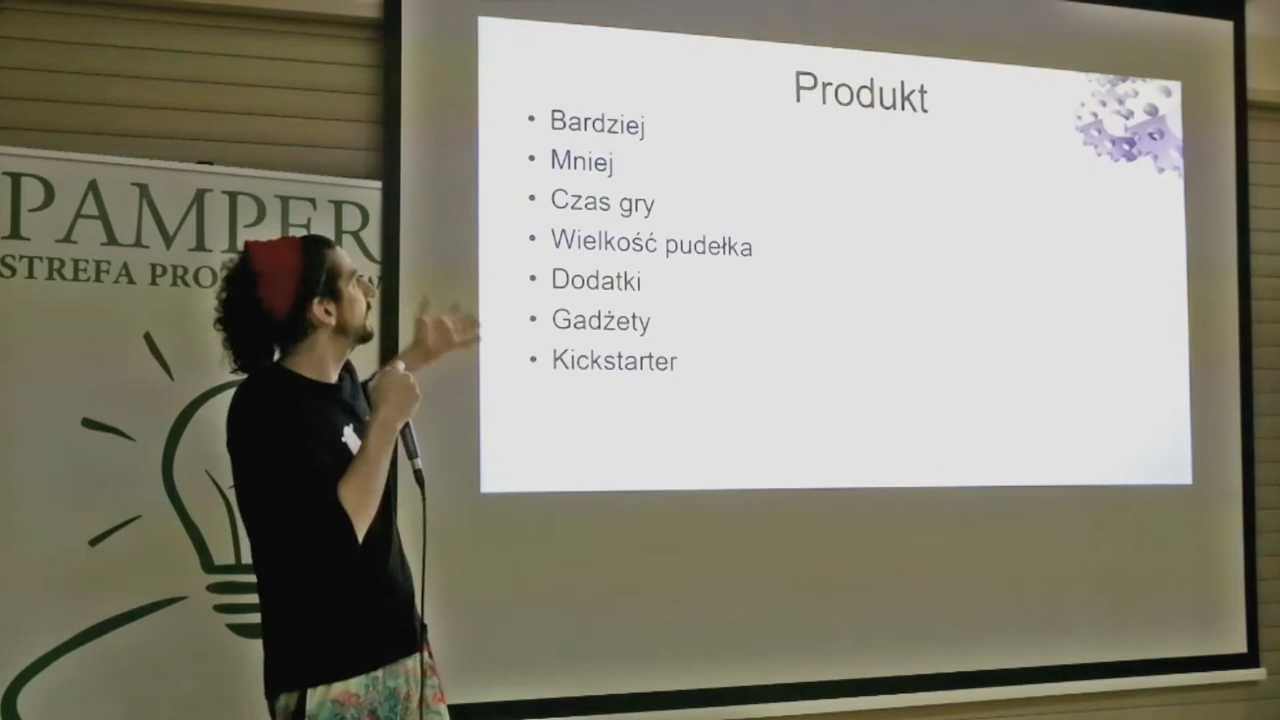 Produkt
• Bardziej
• Mniej
• Czas gry
• Wielkość pudełka
• Dodatki
• Gadżety
• Kickstarter
PAMPER
STREFA PRO